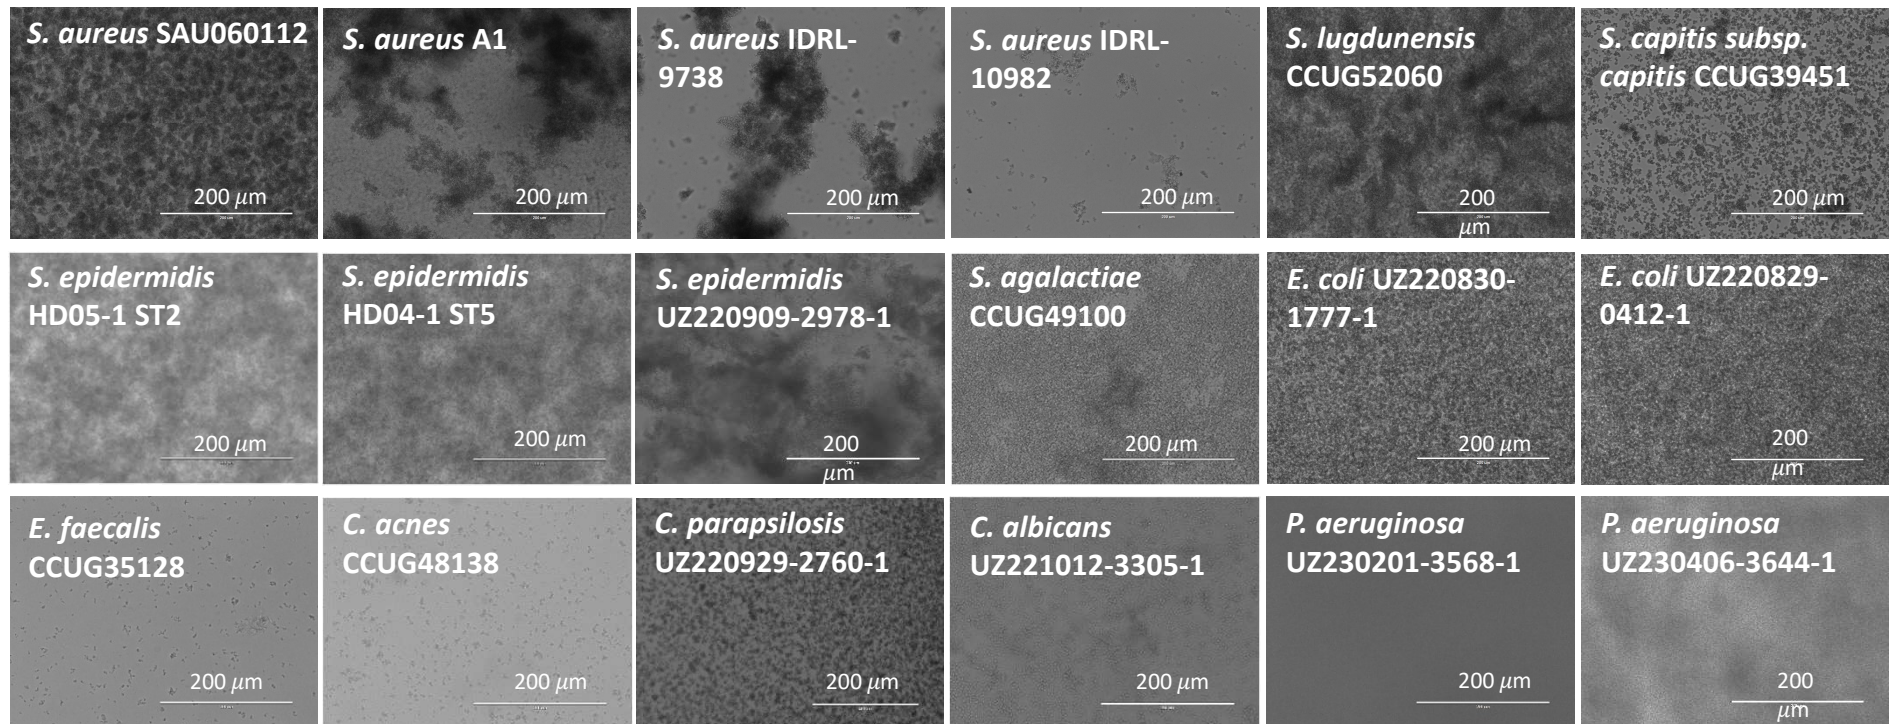 S. aureus SAU060112
200 μm
S. aureus A1
200 μm
S. aureus IDRL-
9738
200 μm
S. aureus IDRL-
10982
200 μm
S. lugdunensis
CCUG52060
200
μm
S. capitis subsp.
capitis CCUG39451
200 μm
S. epidermidis
HD05-1 ST2
200 μm
S. epidermidis
HD04-1 ST5
200 μm
S. epidermidis
UZ220909-2978-1
200
μm
S. agalactiae
CCUG49100
200 μm
E. coli UZ220830-
1777-1
200 μm
E. coli UZ220829-
0412-1
200
μm
E. faecalis
CCUG35128
200 μm
C. acnes
CCUG48138
200 μm
C. parapsilosis
UZ220929-2760-1
200 μm
C. albicans
UZ221012-3305-1
200 μm
P. aeruginosa
UZ230201-3568-1
200 μm
P. aeruginosa
UZ230406-3644-1
200
μm